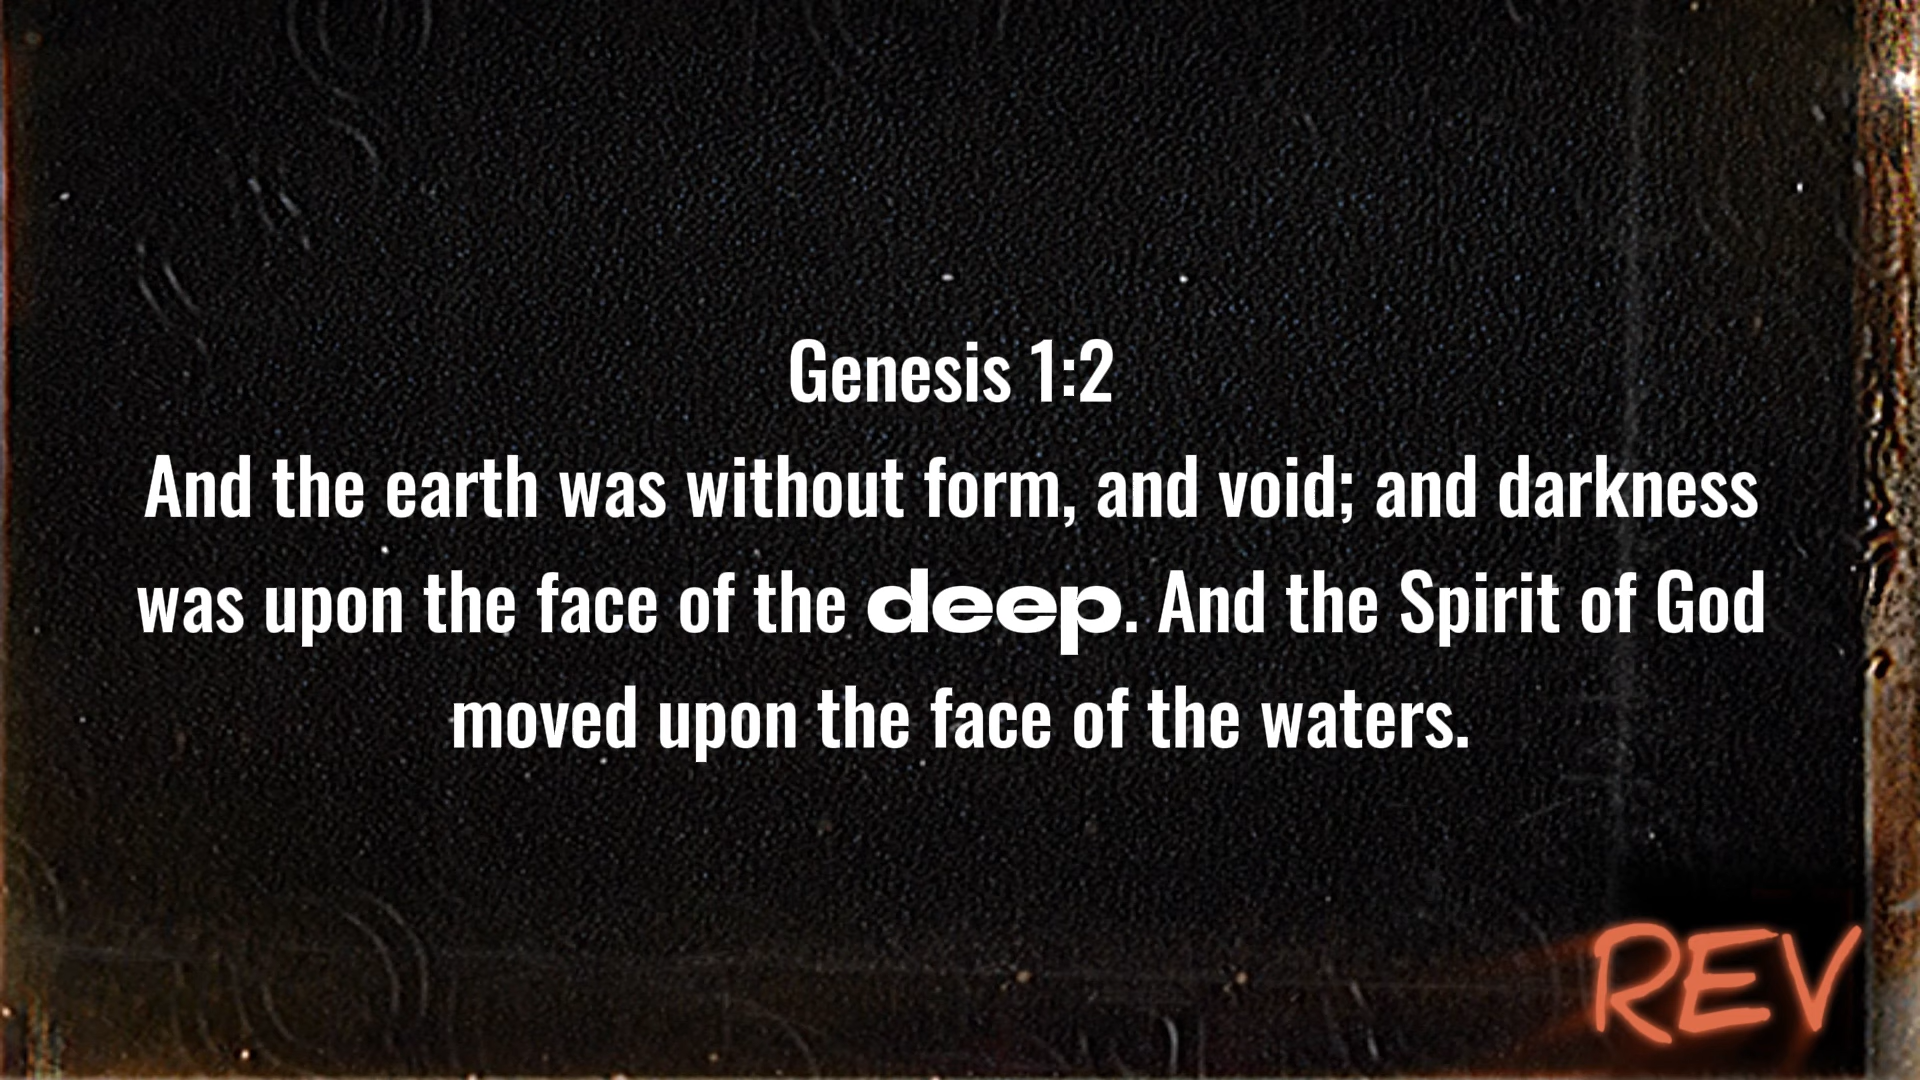 Genesis 1:2
And the earth was without form, and void; and darkness
was upon the face of the deep. And the Spirit of God
moved upon the face of the waters.
REV